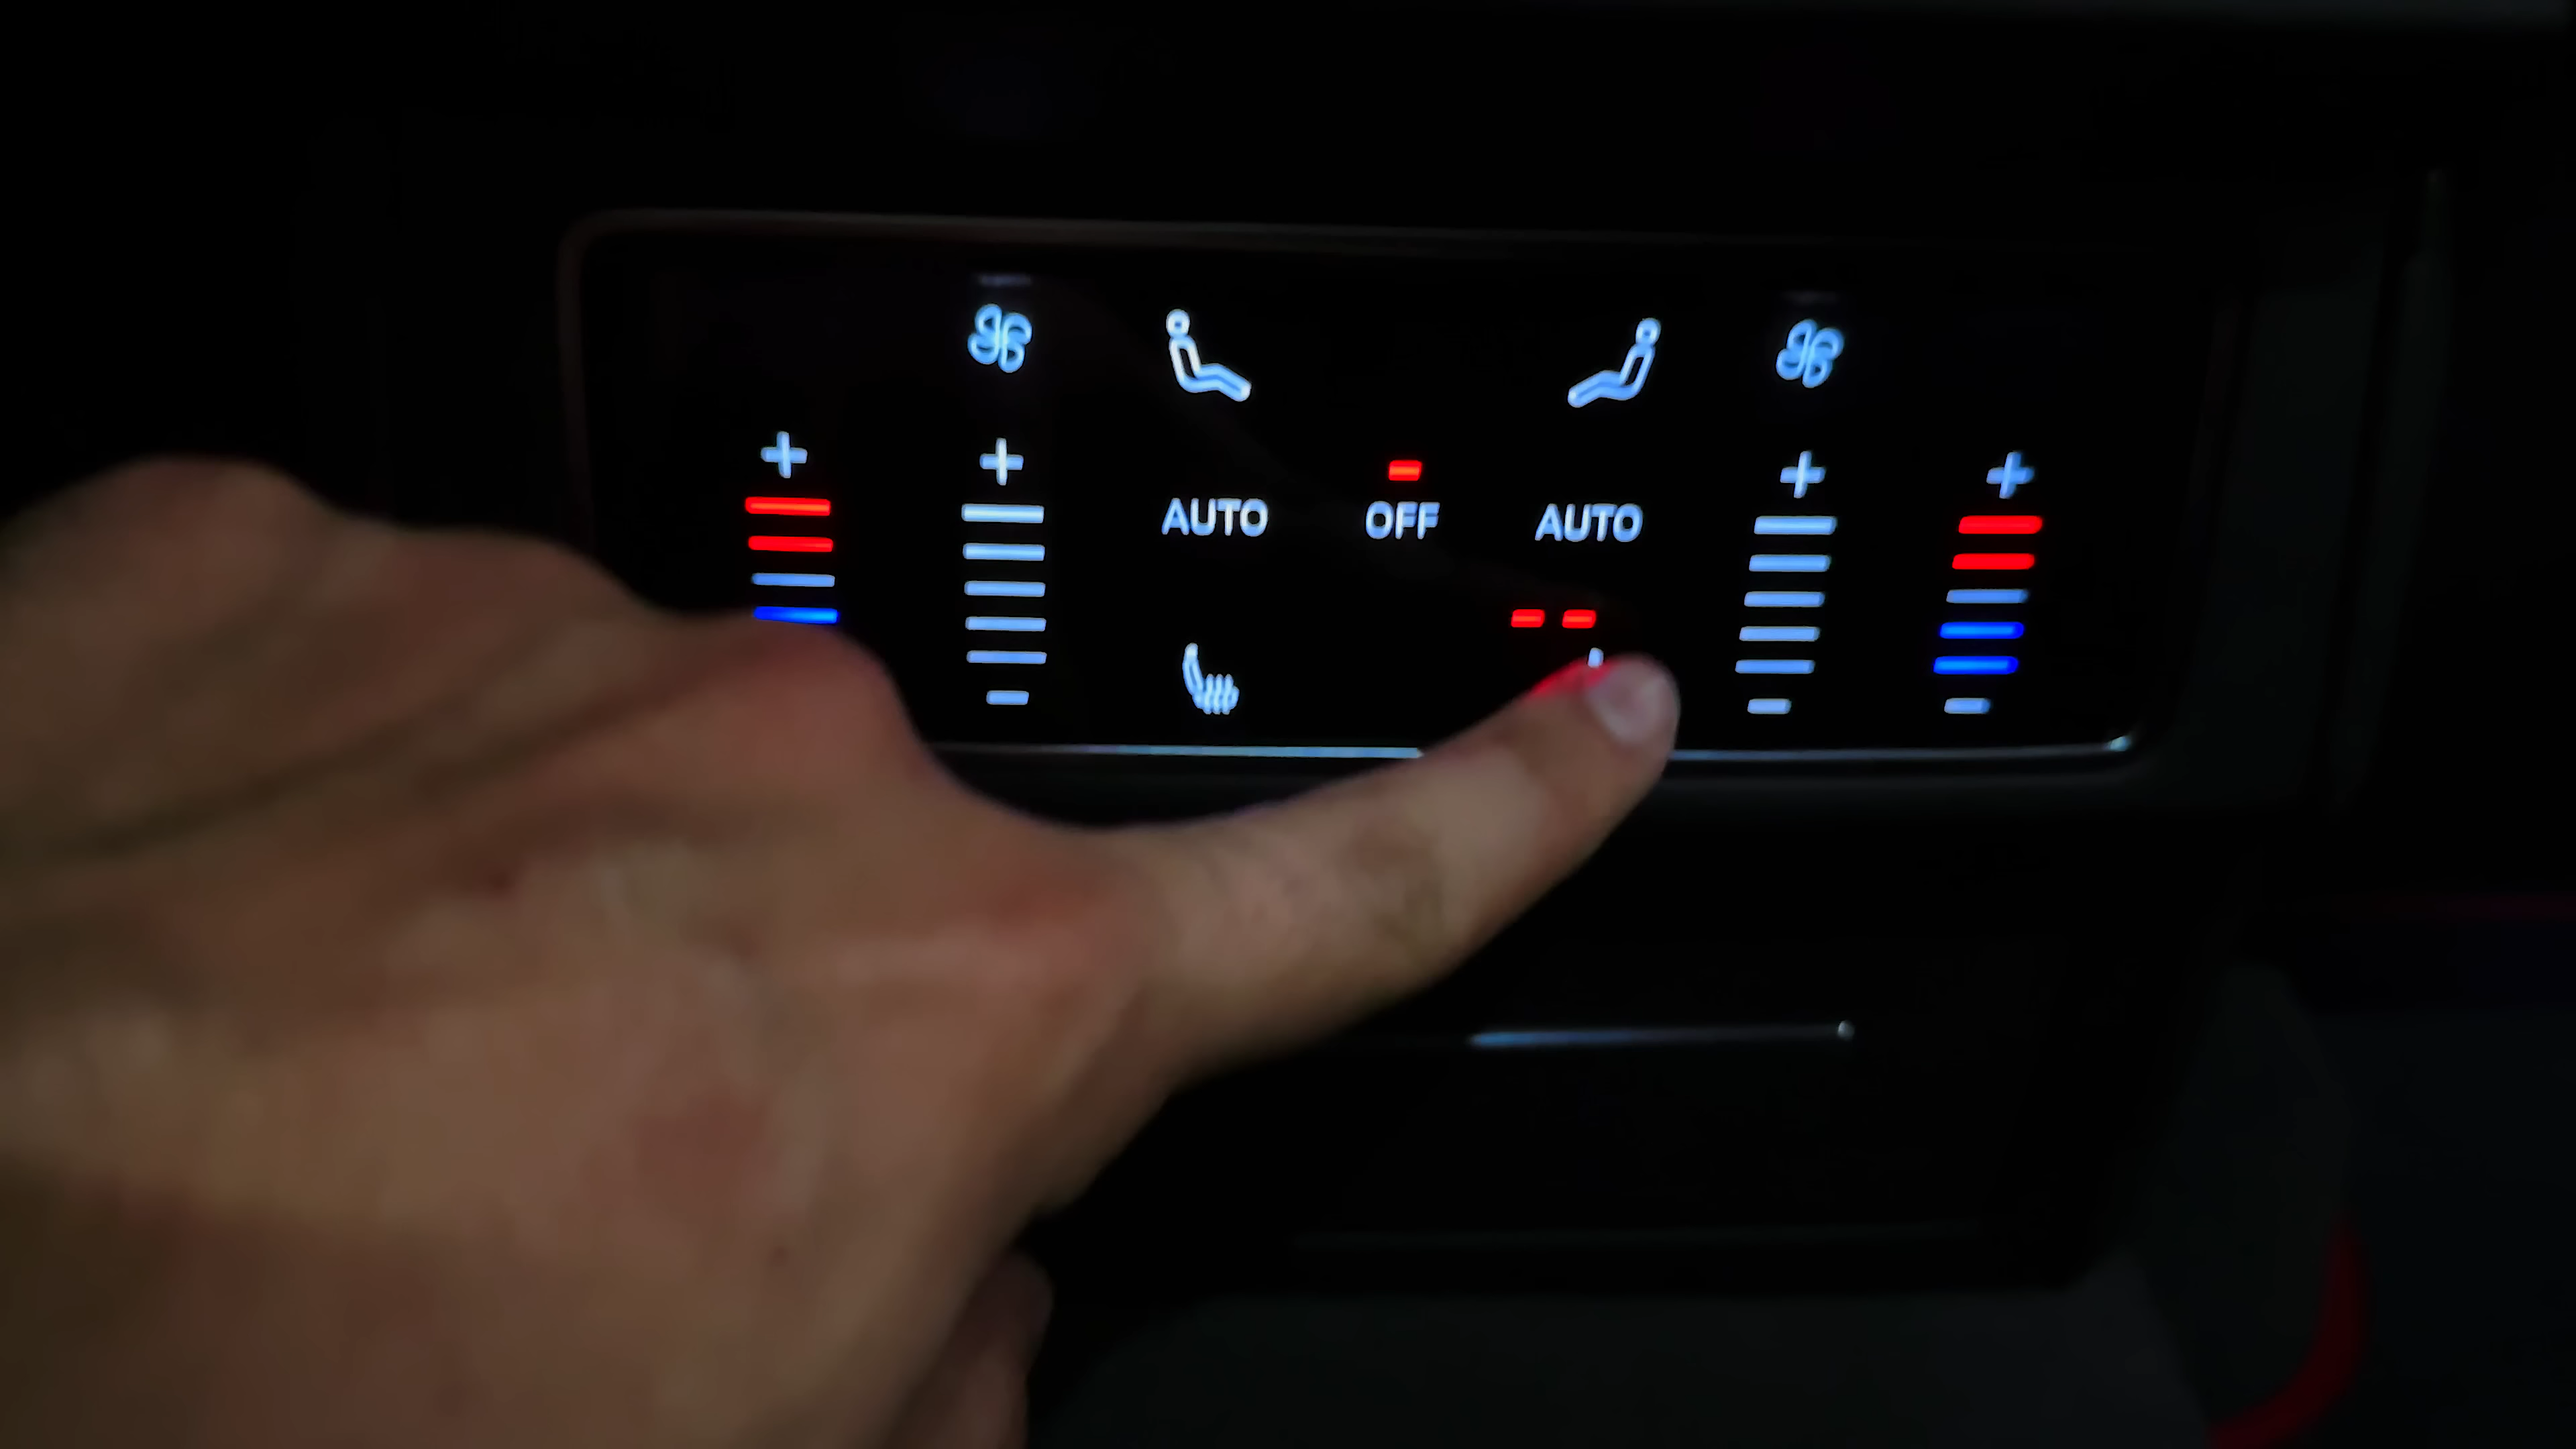 + + + +
AUTO OFF AUTO
- - -